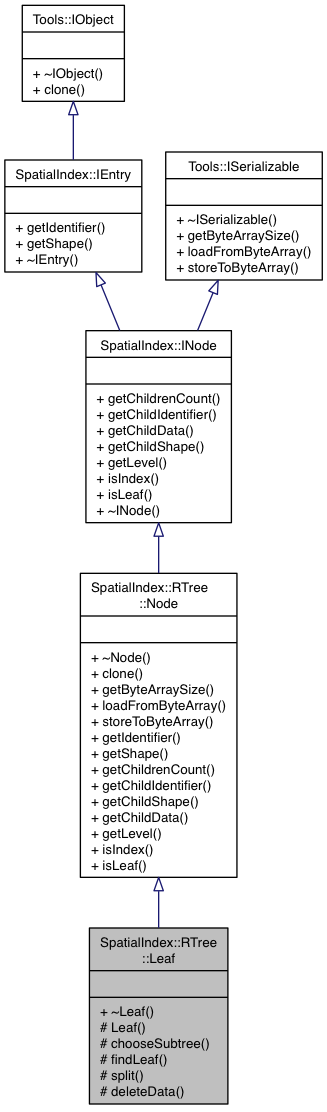 Tools::IObject
+ ~IObject()
+ clone()
SpatialIndex::IEntry
+ getIdentifier()
+ getShape()
+ ~IEntry()
Tools::ISerializable
+ ~ISerializable()
+ getByteArraySize()
+ loadFromByteArray()
+ storeToByteArray()
SpatialIndex::INode
+ getChildrenCount()
+ getChildIdentifier()
+ getChildData()
+ getChildShape()
+ getLevel()
+ isIndex()
+ isLeaf()
+ ~INode()
SpatialIndex::RTree
::Node
+ ~Node()
+ clone()
+ getByteArraySize()
+ loadFromByteArray()
+ storeToByteArray()
+ getIdentifier()
+ getShape()
+ getChildrenCount()
+ getChildIdentifier()
+ getChildShape()
+ getChildData()
+ getLevel()
+ isIndex()
+ isLeaf()
SpatialIndex::RTree
::Leaf
+ ~Leaf()
# Leaf()
# chooseSubtree()
# findLeaf()
# split()
# deleteData()